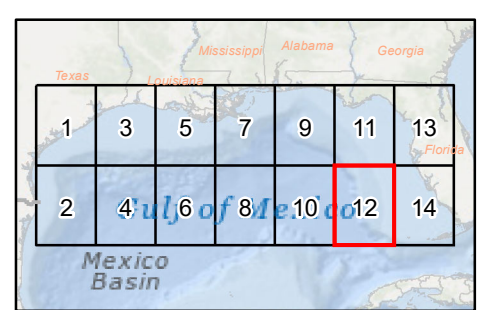 Mississippi Alabama Georgia
Texas Louisiana
1 3 5 7 9 11 13
Florida
2 4 6 8 10 12 14
Gulf of Mexico
Mexico
Basin